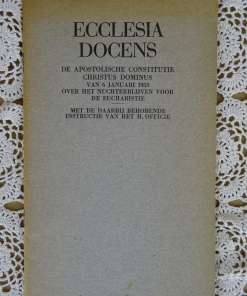 ECCLESIA
DOCENS
DE APOSTOLISCHE CONSTITUTIE
CHRISTUS DOMINUS
VAN 6 JANUARI 1953
OVER HET NUCHTERBLIJVEN VOOR
DE EUCHARISTIE
MET DE DAARBIJ BEHORENDE
INSTRUCTIE VAN HET H. OFFICIE